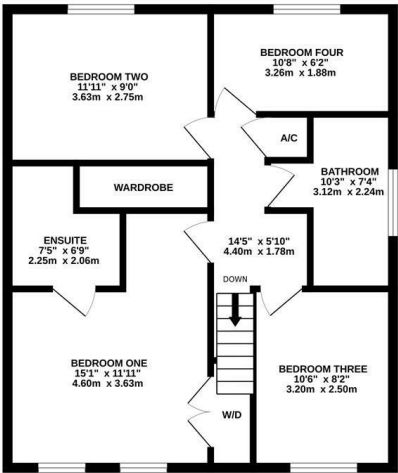 BEDROOM TWO
11'11" x 9'0"
3.63m x 2.75m
BEDROOM FOUR
10'8" x 6'2"
3.26m x 1.88m
A/C
BATHROOM
10'3" x 7'4"
3.12m x 2.24m
WARDROBE
ENSUITE
7'5" x 6'9"
2.25m x 2.06m
14'5" x 5'10"
4.40m x 1.78m
DOWN
BEDROOM ONE
15'1" x 11'11"
4.60m x 3.63m
BEDROOM THREE
10'6" x 8'2"
3.20m x 2.50m
W/D